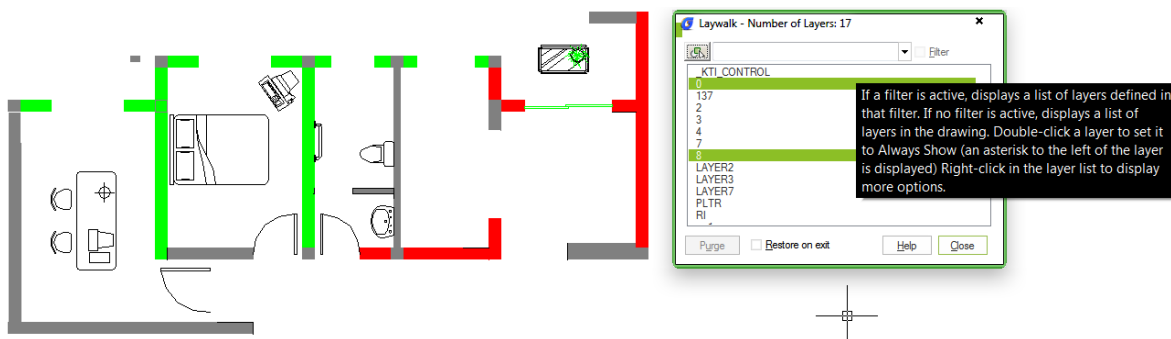 Laywalk - Number of Layers: 17
Filter
_KTI_CONTROL
0
137
2
3
4
7
8
LAYER2
LAYER3
LAYER7
PLTR
RI
If a filter is active, displays a list of layers defined in
that filter. If no filter is active, displays a list of
layers in the drawing. Double-click a layer to set it
to Always Show (an asterisk to the left of the layer
is displayed) Right-click in the layer list to display
more options.
Purge
Restore on exit
Help
Close